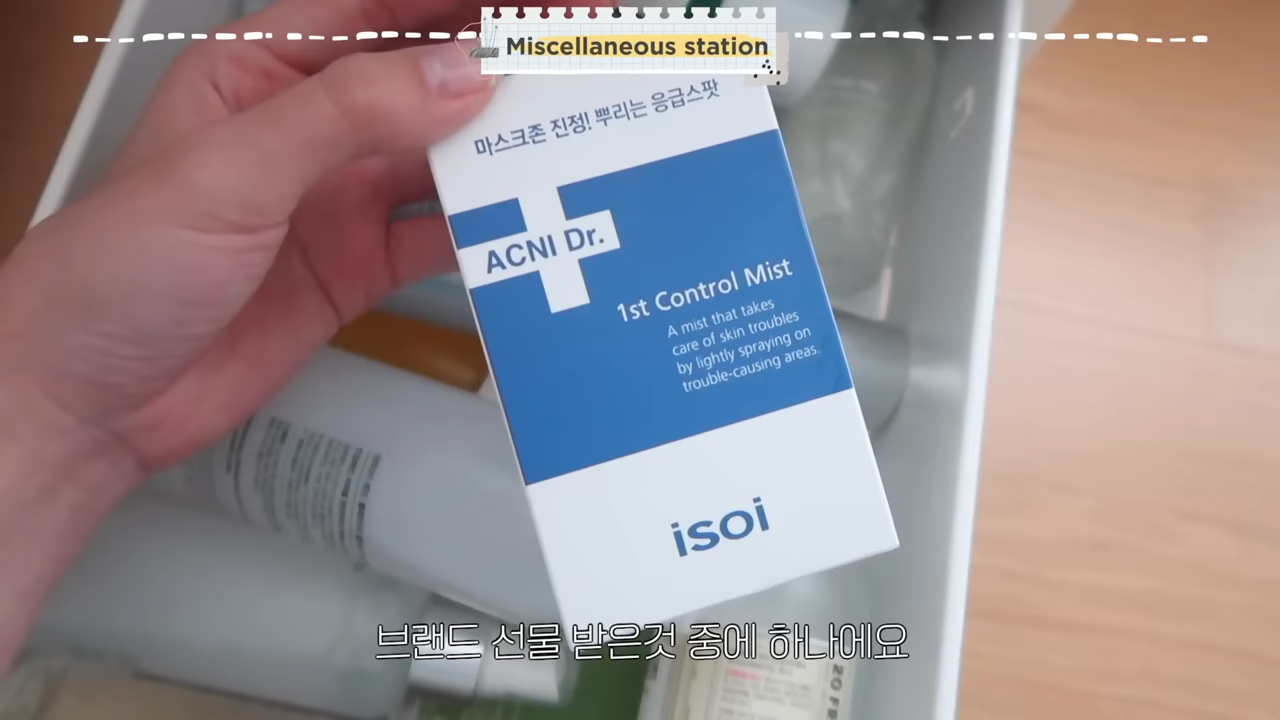 Miscellaneous station
마스크존 진정! 뿌리는 응급스팟
ACNI Dr.
1st Control Mist
A mist that takes
care of skin troubles
by lightly spraying on
trouble-causing areas.
isoi
브랜드 선물 받은것 중에 하나에요